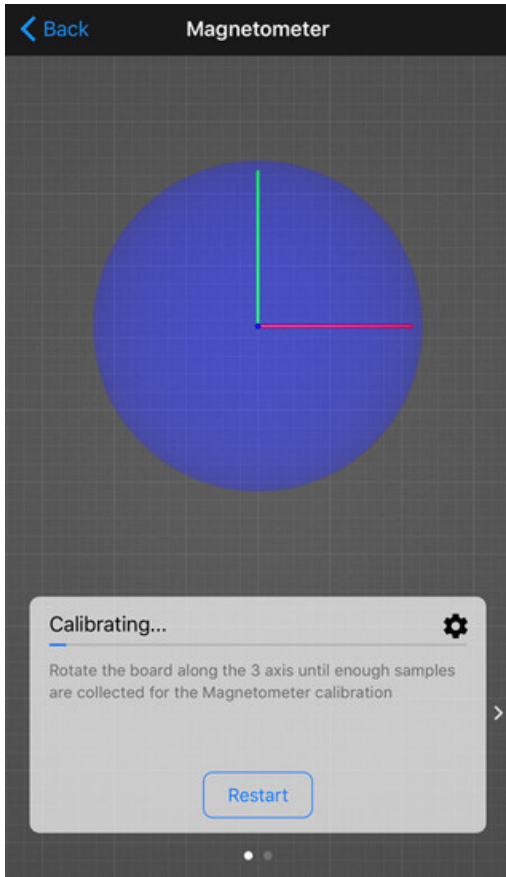 Back
Magnetometer
Calibrating...
Rotate the board along the 3 axis until enough samples
are collected for the Magnetometer calibration
Restart